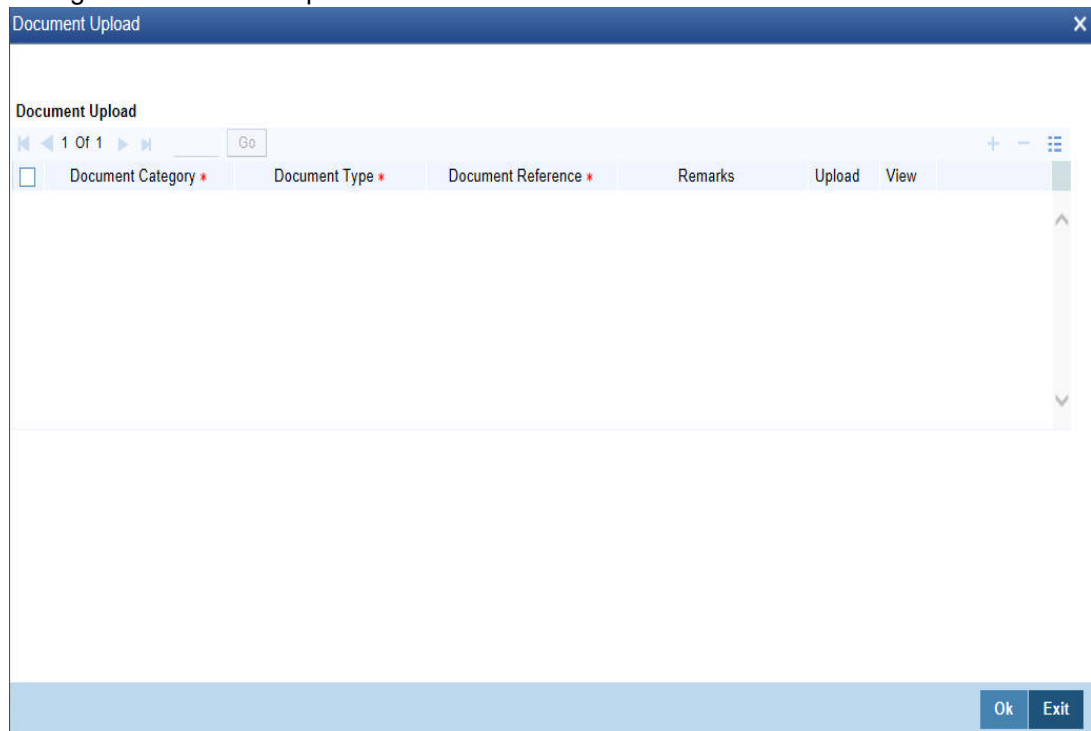 Document Upload
Document Upload
1 Of 1 Go
Document Category * Document Type * Document Reference * Remarks Upload View
Ok Exit